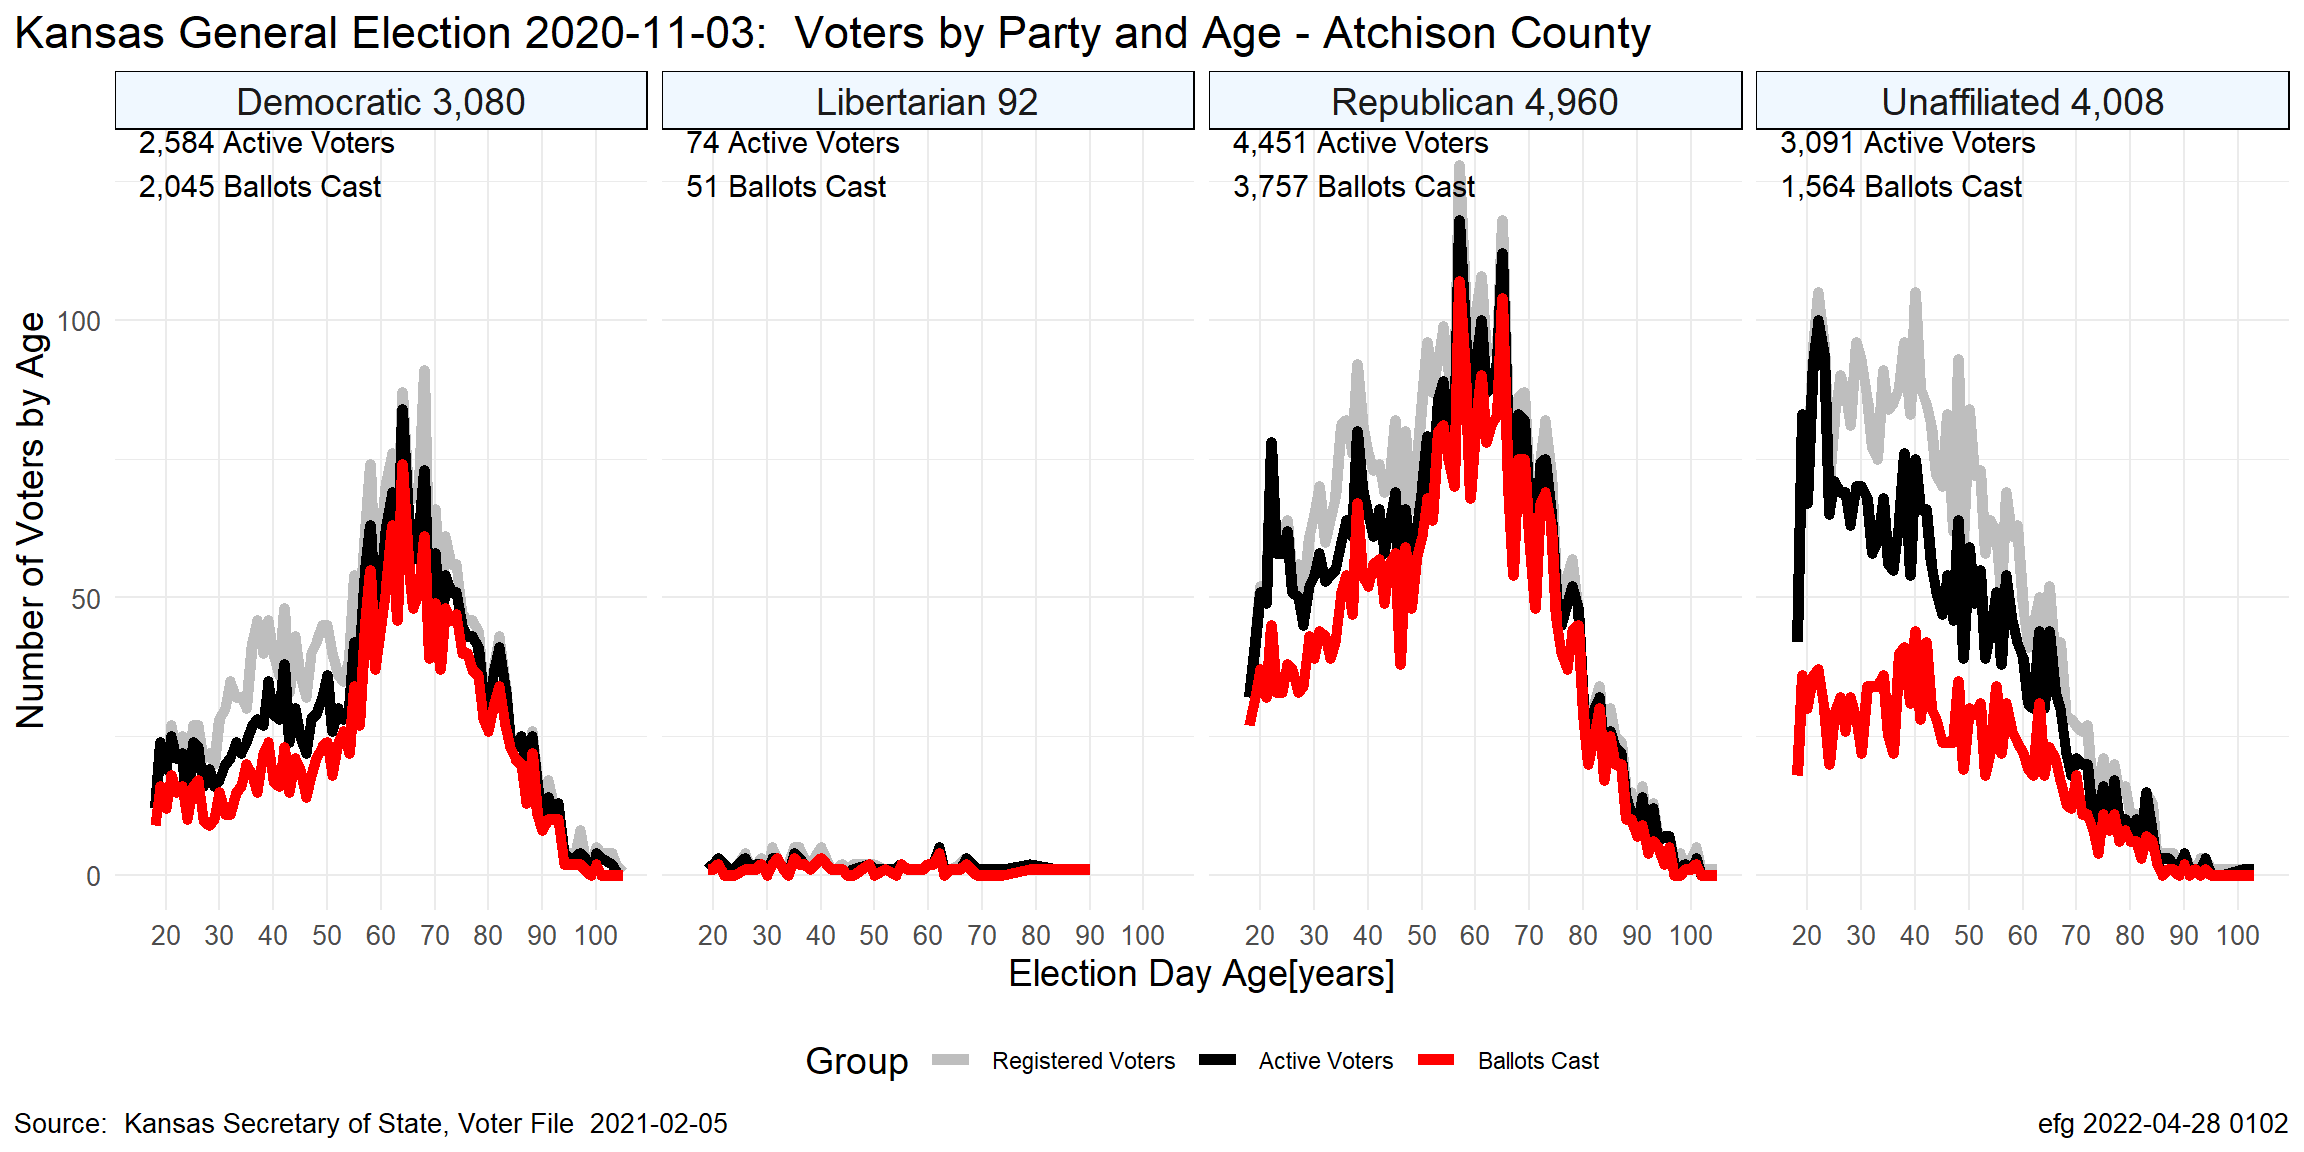 Kansas General Election 2020-11-03:  Voters by Party and Age - Atchison County
Democratic 3,080
Libertarian 92
Republican 4,960
Unaffiliated 4,008
2,584 Active Voters
2,045 Ballots Cast
74 Active Voters
51 Ballots Cast
4,451 Active Voters
3,757 Ballots Cast
3,091 Active Voters
1,564 Ballots Cast
Number of Voters by Age
100
50
0
20 30 40 50 60 70 80 90 100
20 30 40 50 60 70 80 90 100
20 30 40 50 60 70 80 90 100
20 30 40 50 60 70 80 90 100
Election Day Age[years]
Group Registered Voters Active Voters Ballots Cast
Source:  Kansas Secretary of State, Voter File  2021-02-05
efg 2022-04-28 0102